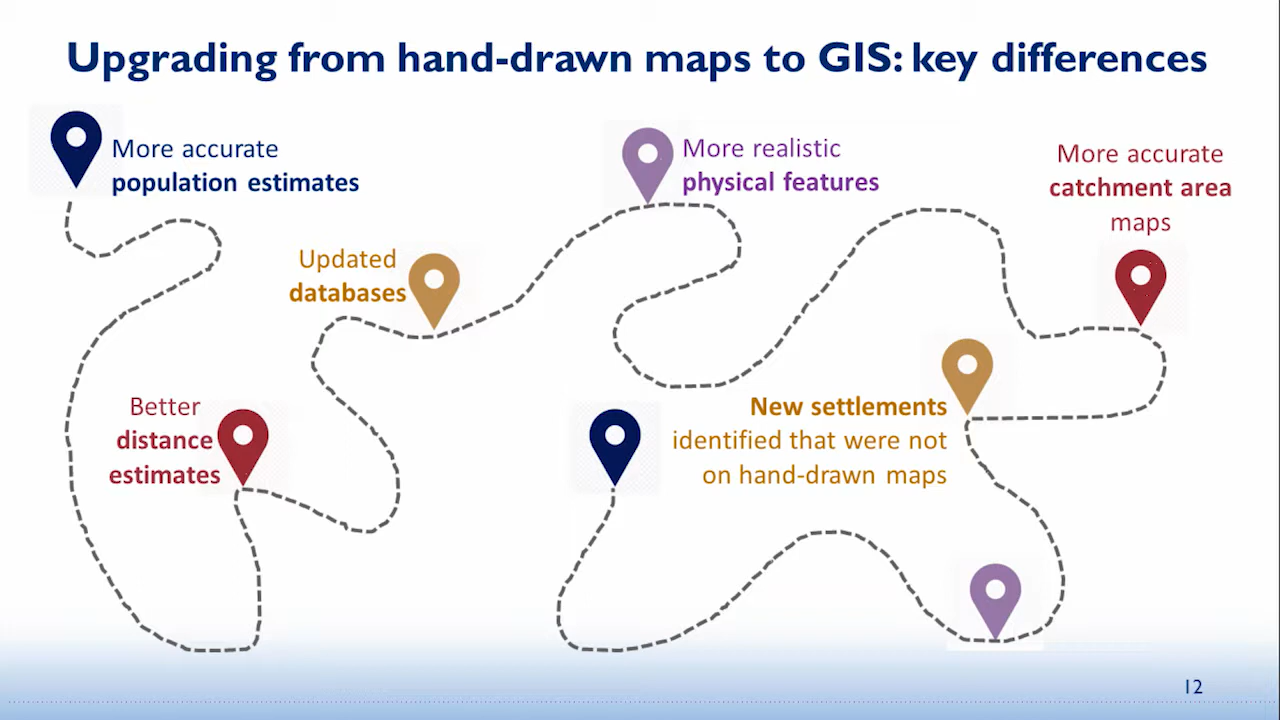 Upgrading from hand-drawn maps to GIS: key differences
More accurate
population estimates
Better
distance
estimates
Updated
databases
More realistic
physical features
More accurate
catchment area
maps
New settlements
identified that were not
on hand-drawn maps
12